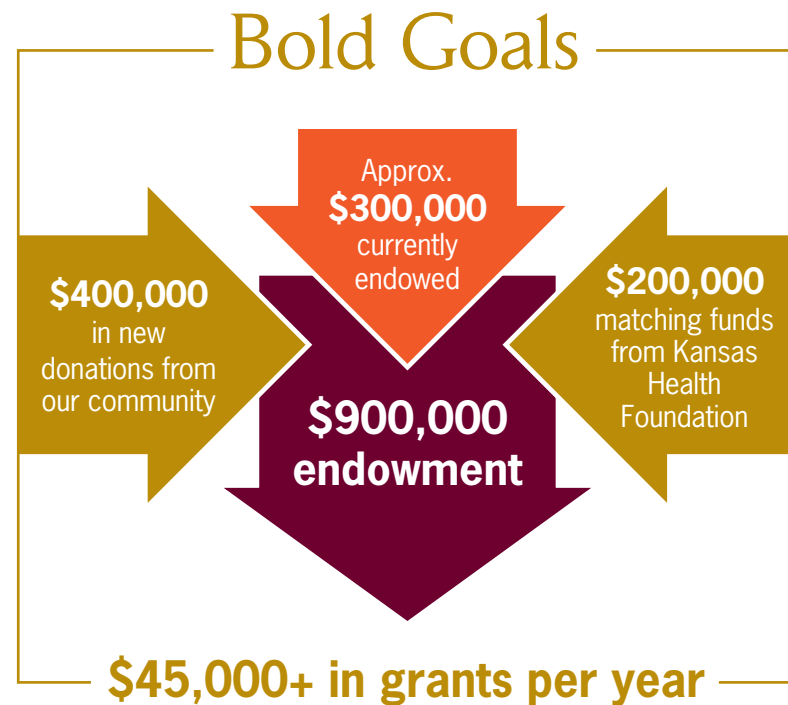 Bold Goals
Approx.
$300,000
currently
endowed
$400,000
in new
donations from
our community
$200,000
matching funds
from Kansas
Health
Foundation
$900,000
endowment
$45,000+ in grants per year